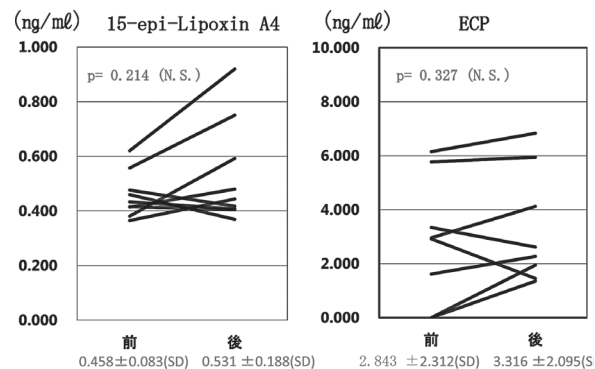 (ng/mℓ) 15-epi-Lipoxin A4
p= 0.214 (N.S.)
1.000
0.800
0.600
0.400
0.200
0.000
前 後
0.458±0.083(SD) 0.531±0.188(SD)
(ng/mℓ) ECP
p= 0.327 (N.S.)
10.000
8.000
6.000
4.000
2.000
0.000
前 後
2.843 ±2.312(SD) 3.316±2.095(S